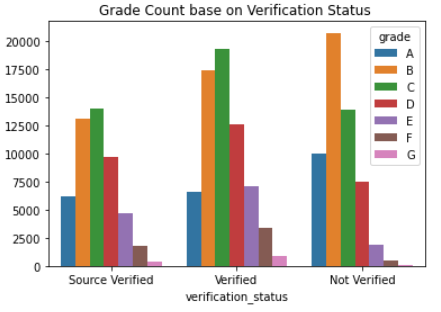 Grade Count base on Verification Status
grade
A
B
C
D
E
F
G
20000
17500
15000
12500
10000
7500
5000
2500
0
Source Verified
Verified
Not Verified
verification_status